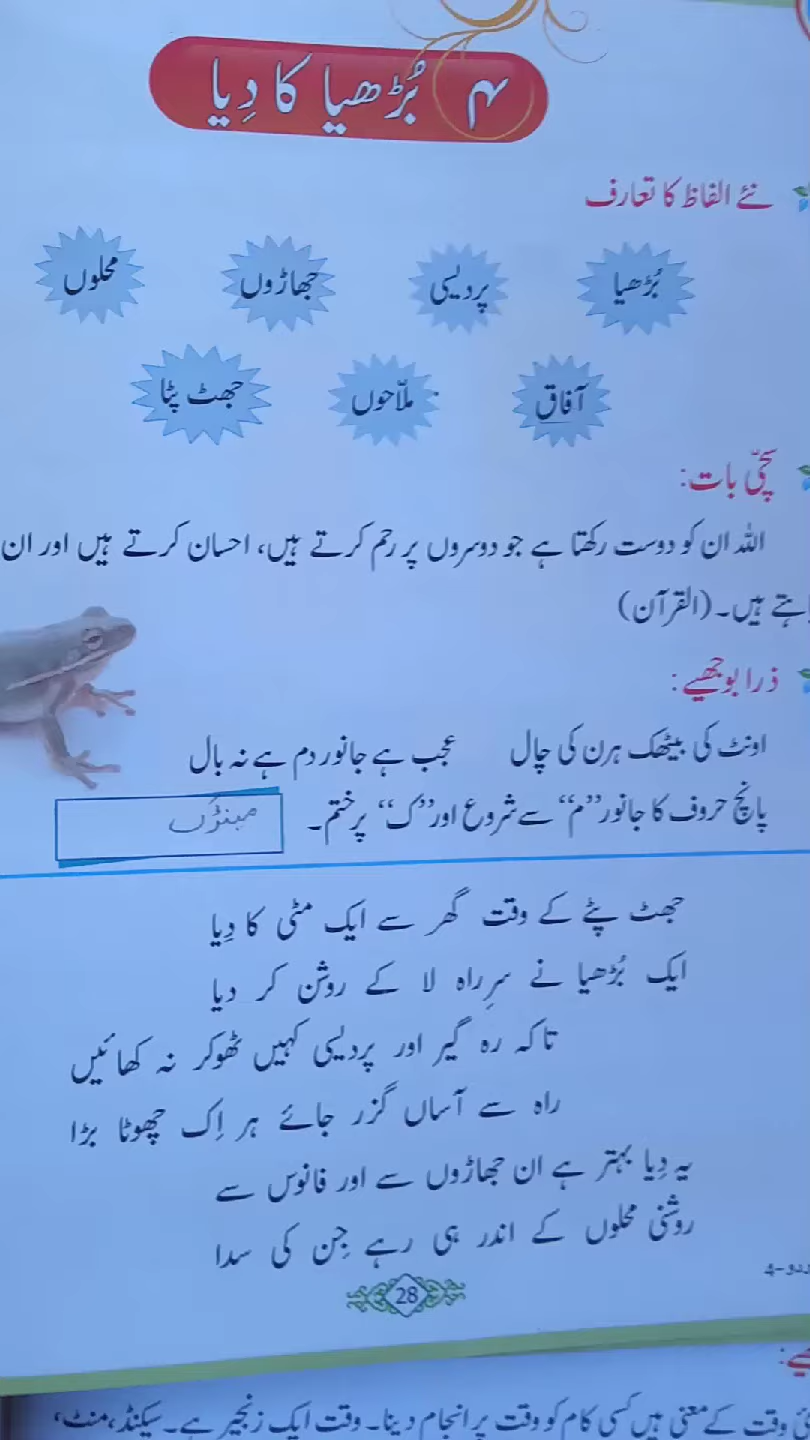 ۴ بُڑھیا کا دِیا
نئے الفاظ کا تعارف
بُڑھیا پردیسی جھاڑوں محلوں
آفاق ملّاحوں جھٹ پٹا
سچّی بات:
اللہ ان کو دوست رکھتا ہے جو دوسروں پر رحم کرتے ہیں، احسان کرتے ہیں اور ان
ہیں۔ (القرآن)
ذرا بوجھیے:
اونٹ کی بیٹھک ہرن کی چال عجب ہے جانور دم ہے نہ بال
پانچ حروف کا جانور ”م“ سے شروع اور ”ک“ پر ختم۔
جھٹ پٹے کے وقت گھر سے ایک مٹی کا دِیا
ایک بُڑھیا نے سرِ راہ لا کے روشن کر دیا
تاکہ رہ گیر اور پردیسی کہیں ٹھوکر نہ کھائیں
راہ سے آساں گزر جائے ہر اِک چھوٹا بڑا
یہ دِیا بہتر ہے ان جھاڑوں سے اور فانوس سے
روشنی محلوں کے اندر ہی رہے جِن کی سدا
28
وقت کے معنی ہیں کسی کام کو وقت پر انجام دینا۔ وقت ایک زنجیر ہے۔ سیکنڈ، منٹ،